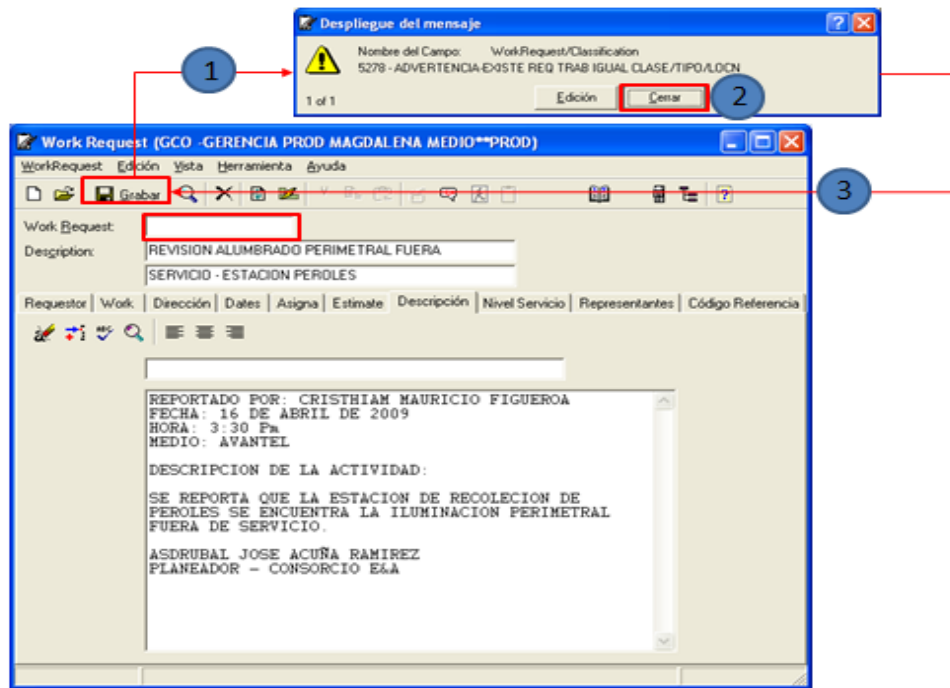 Despliegue del mensaje
Nombre del Campo: WorkRequest/Classification
5278 - ADVERTENCIA-EXISTE REQ TRAB IGUAL CLASE/TIPO/LOCN
1 of 1
Edición
Cerrar
1
2
Work Request (GCO -GERENCIA PROD MAGDALENA MEDIO**PROD)
WorkRequest Edición Vista Herramienta Ayuda
Grabar
3
Work Request:
Description:
REVISION ALUMBRADO PERIMETRAL FUERA
SERVICIO - ESTACION PEROLES
Requestor Work Dirección Dates Asigna Estimate Descripción Nivel Servicio Representantes Código Referencia
REPORTADO POR: CRISTHIAM MAURICIO FIGUEROA
FECHA: 16 DE ABRIL DE 2009
HORA: 3:30 Pm
MEDIO: AVANTEL
DESCRIPCION DE LA ACTIVIDAD:
SE REPORTA QUE LA ESTACION DE RECOLECION DE
PEROLES SE ENCUENTRA LA ILUMINACION PERIMETRAL
FUERA DE SERVICIO.
ASDRUBAL JOSE ACUÑA RAMIREZ
PLANEADOR – CONSORCIO E&A